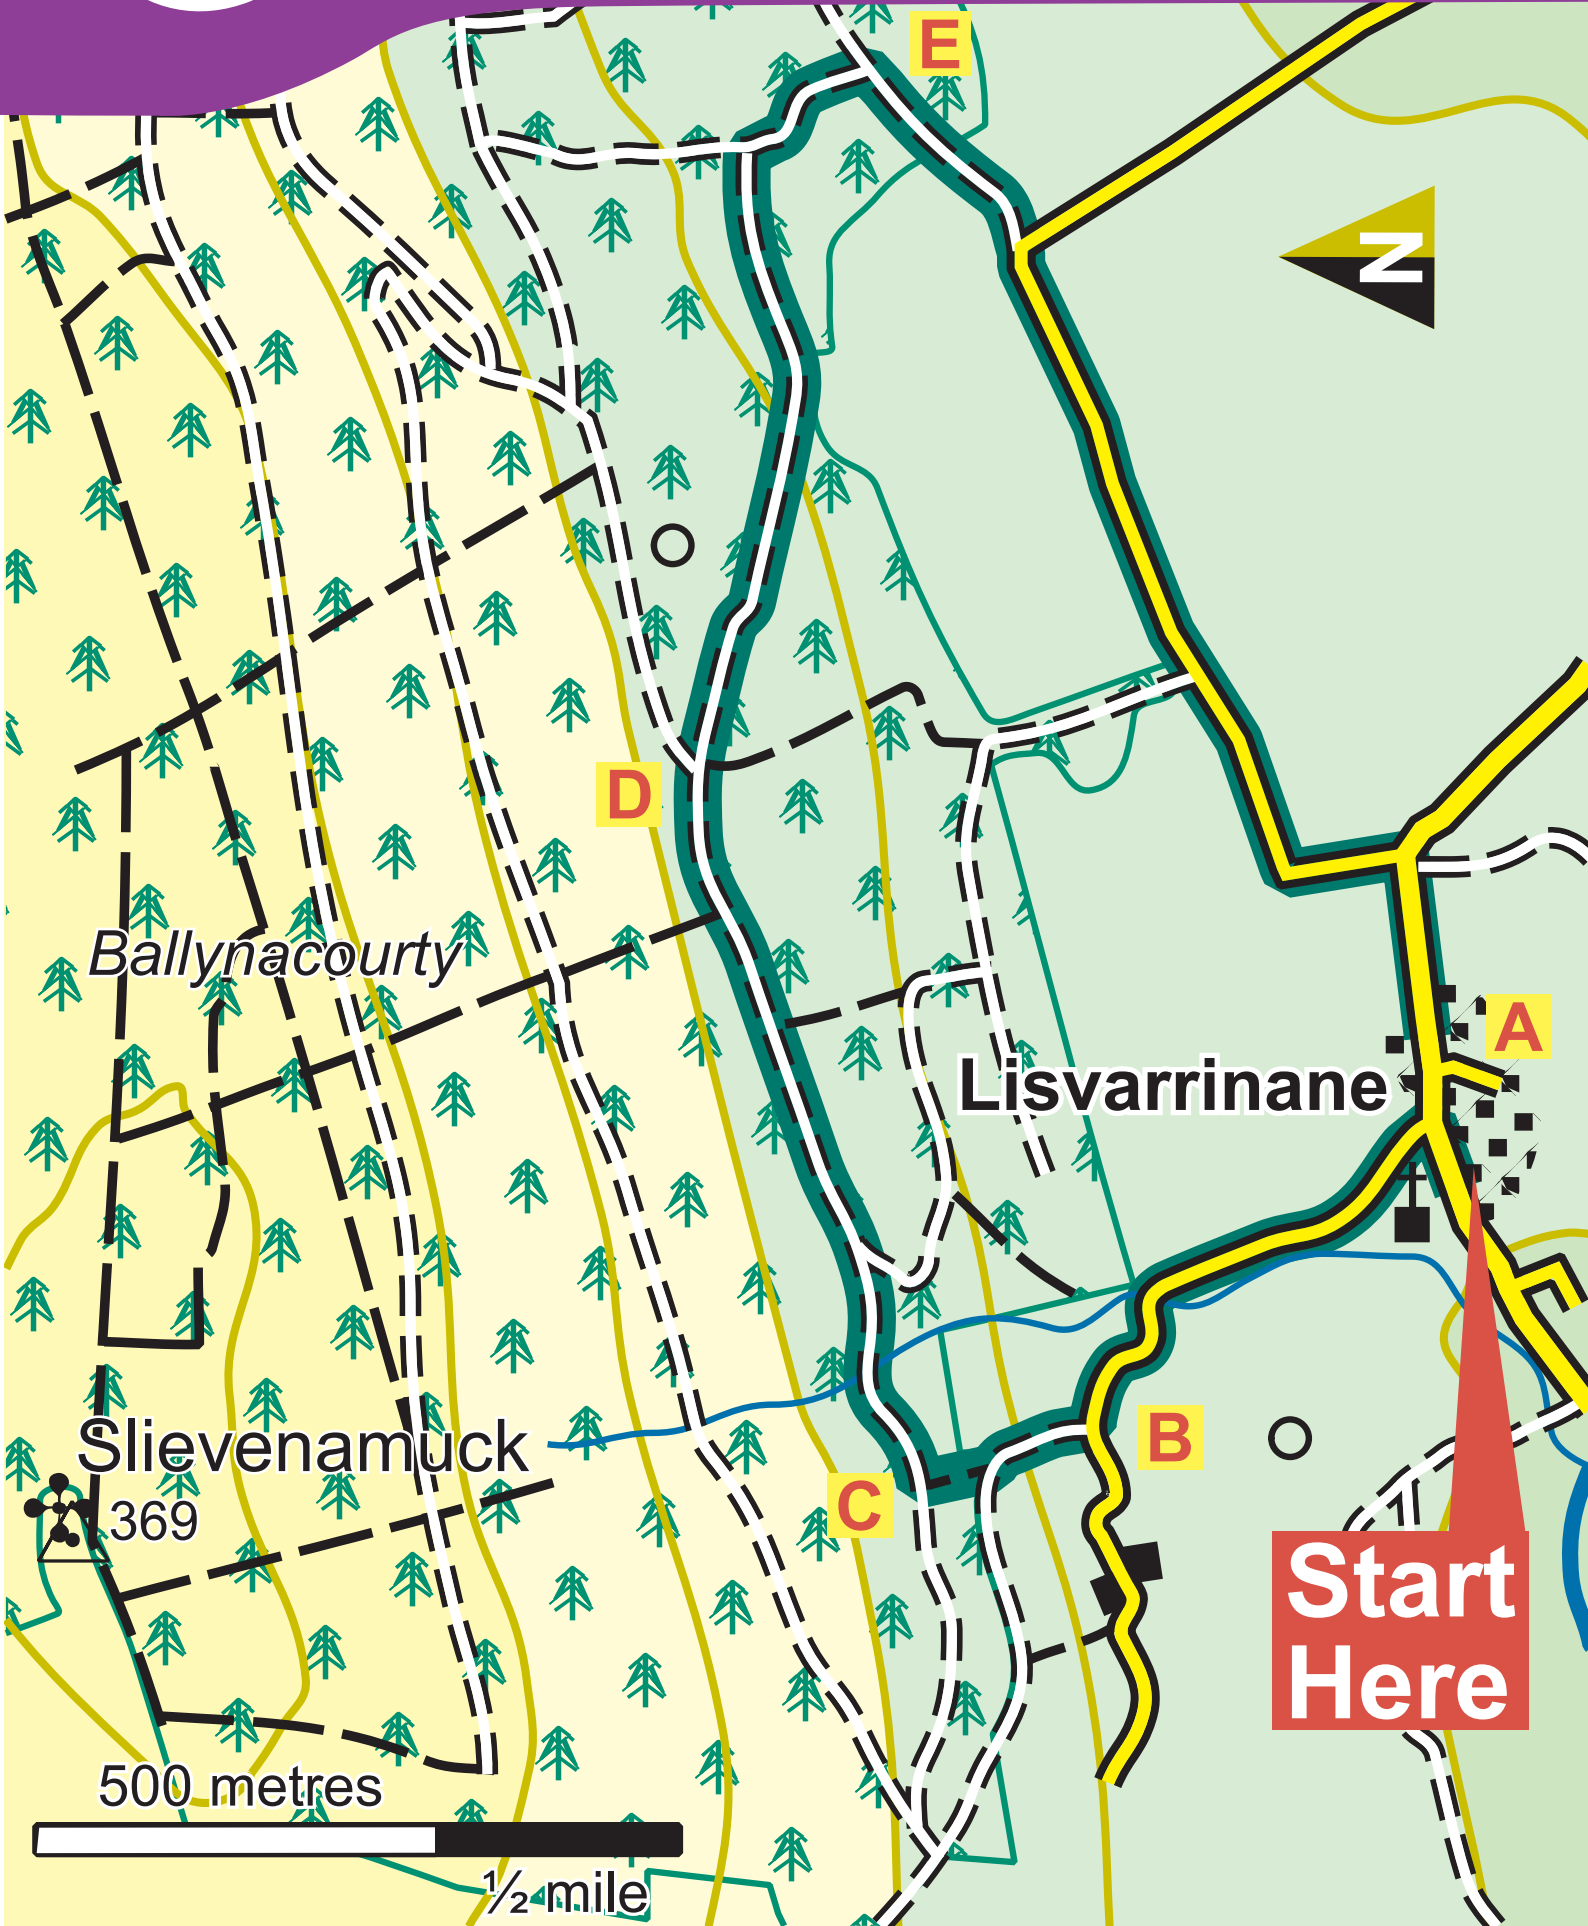 E
N
D
Ballynacourty
A
Lisvarrinane
B
Slievenamuck
C
369
Start
Here
500 metres
½ mile